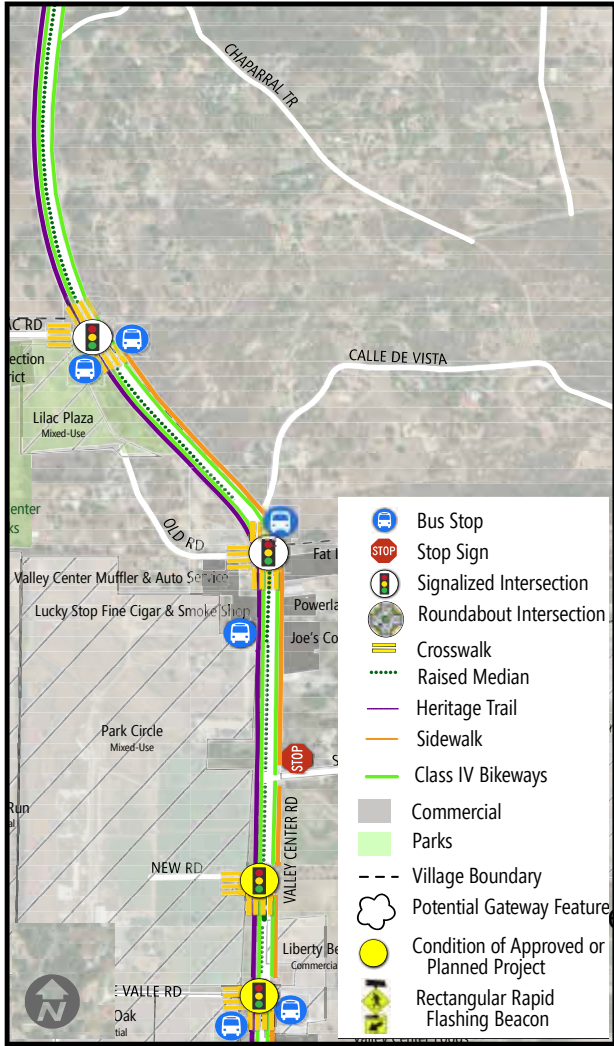 CHAPARRAL TR
AC RD
ection
rict
CALLE DE VISTA
Lilac Plaza
Mixed-Use
enter
ks
OLD RD
Fat
Valley Center Muffler & Auto Service
Lucky Stop Fine Cigar & Smoke Shop
Powerla
Joe's Co
Park Circle
Mixed-Use
STOP
S
Run
al
NEW RD
VALLEY CENTER RD
Liberty Be
Commercia
E VALLE RD
Oak
tial
N
Bus Stop
STOP
Stop Sign
Signalized Intersection
Roundabout Intersection
Crosswalk
Raised Median
Heritage Trail
Sidewalk
Class IV Bikeways
Commercial
Parks
Village Boundary
Potential Gateway Feature
Condition of Approved or
Planned Project
Rectangular Rapid
Flashing Beacon